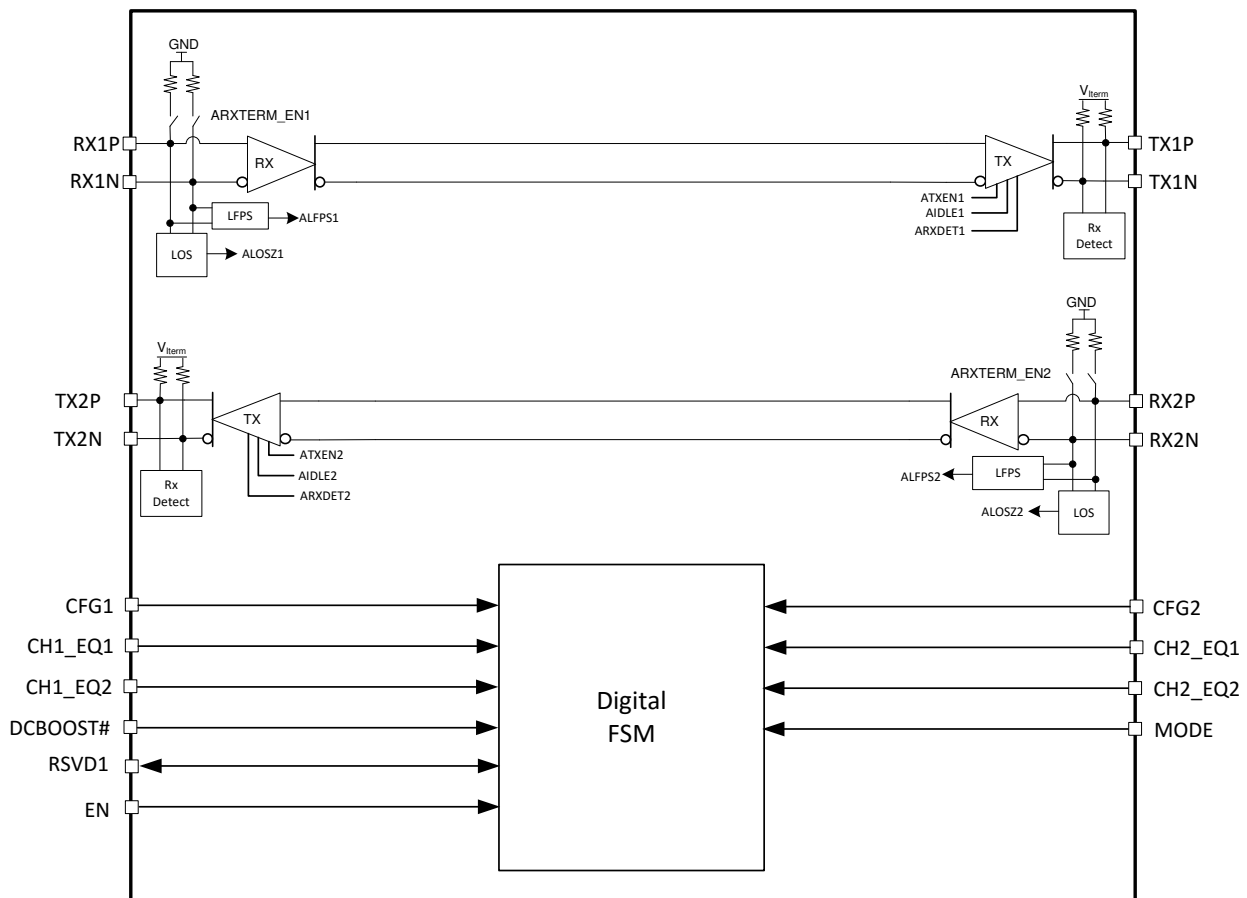 GND
ARXTERM_EN1
RX1P
RX1N
RX
LFPS
ALFPS1
LOS
ALOSZ1
VIterm
TX
TX1P
TX1N
ATXEN1
AIDLE1
ARXDET1
Rx
Detect
VIterm
TX2P
TX2N
TX
Rx
Detect
ATXEN2
AIDLE2
ARXDET2
GND
ARXTERM_EN2
RX
RX2P
RX2N
ALFPS2
LFPS
ALOSZ2
LOS
CFG1
CH1_EQ1
CH1_EQ2
DCBOOST#
RSVD1
EN
Digital
FSM
CFG2
CH2_EQ1
CH2_EQ2
MODE